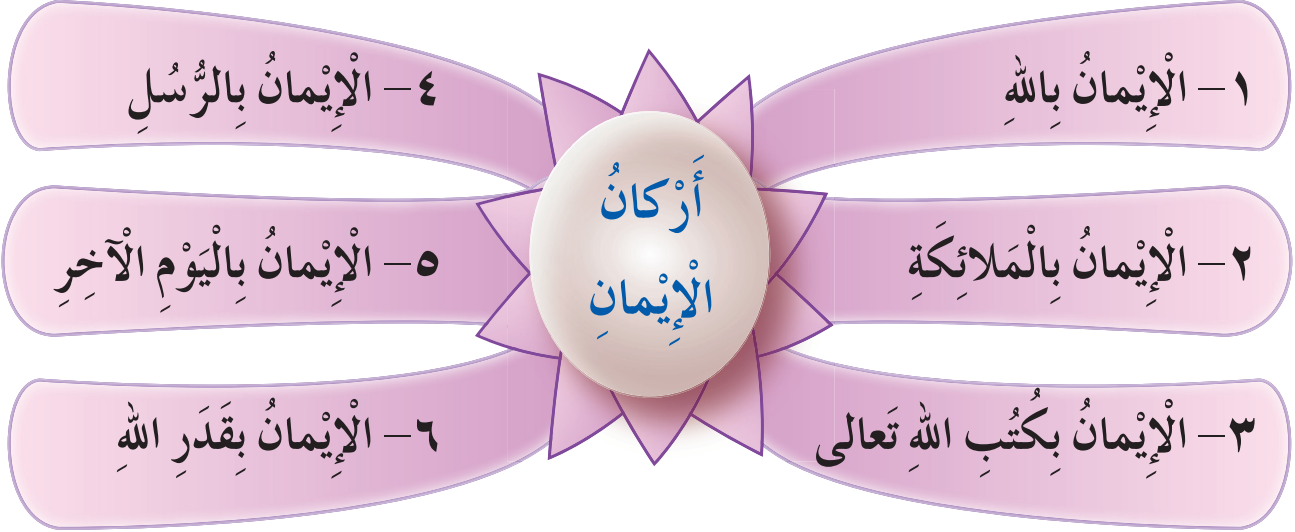 أَرْكانُ
الْإِيْمانِ
١- الْإِيْمانُ بِاللهِ
٢- الْإِيْمانُ بِالْمَلائِكَةِ
٣- الْإِيْمانُ بِكُتُبِ اللهِ تَعالى
٤- الْإِيْمانُ بِالرُّسُلِ
٥- الْإِيْمانُ بِالْيَوْمِ الْآخِرِ
٦- الْإِيْمانُ بِقَدَرِ اللهِ